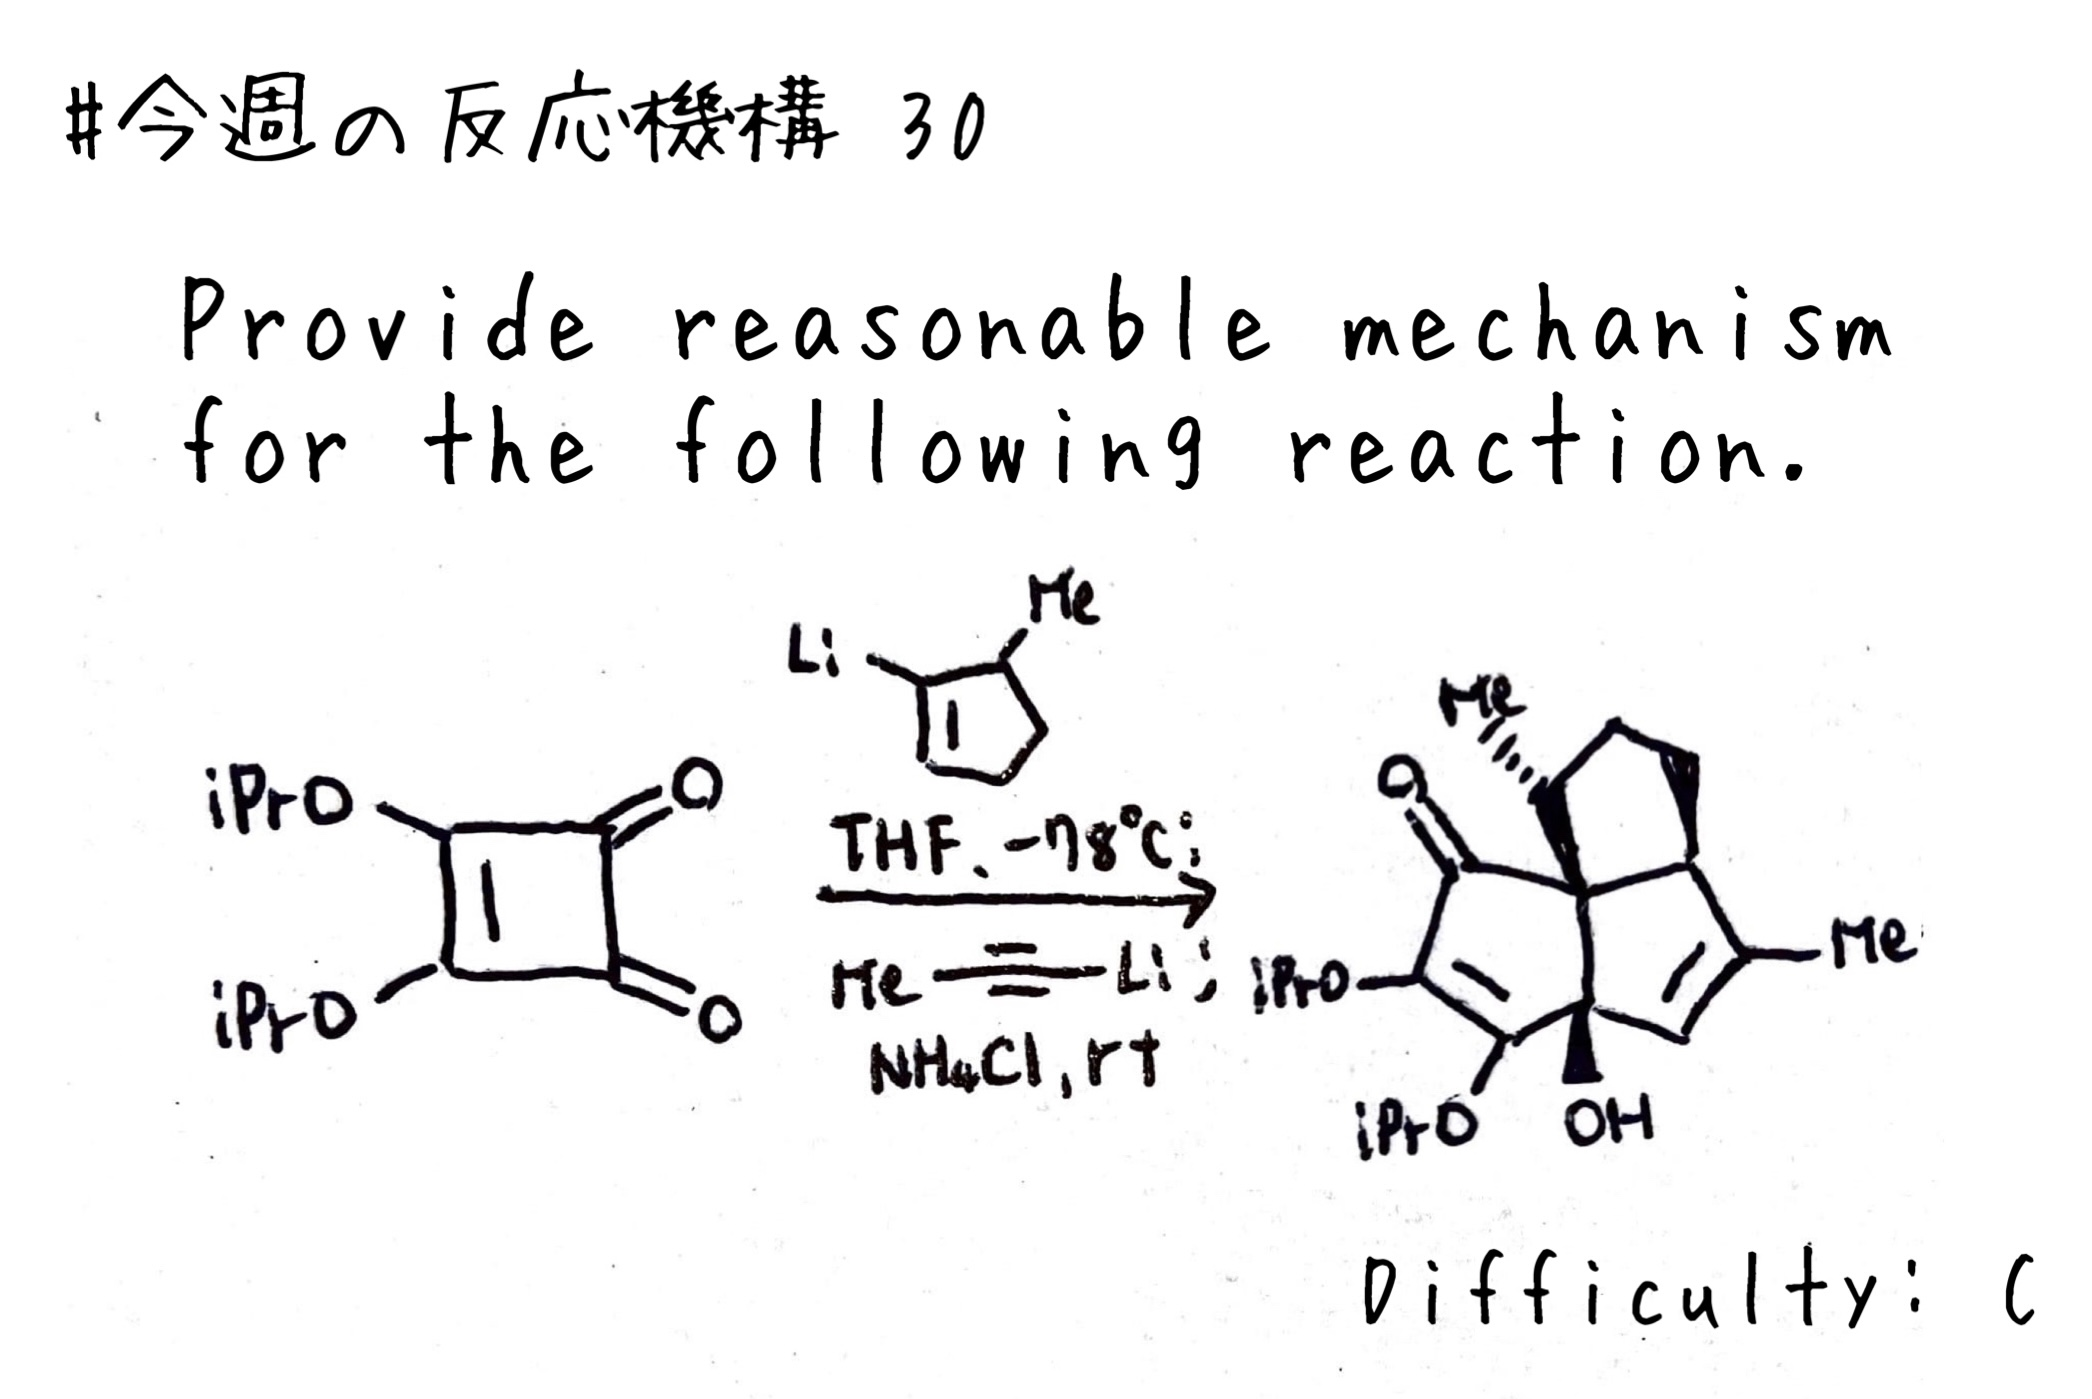 #今週の反応機構 30
Provide reasonable mechanism
for the following reaction.
Me
Li
Me
iPrO
O
O
THF、-78℃;
Me
Li;
Me
iPrO
iPrO
O
NH4Cl, rt
iPrO
OH
Difficulty: C